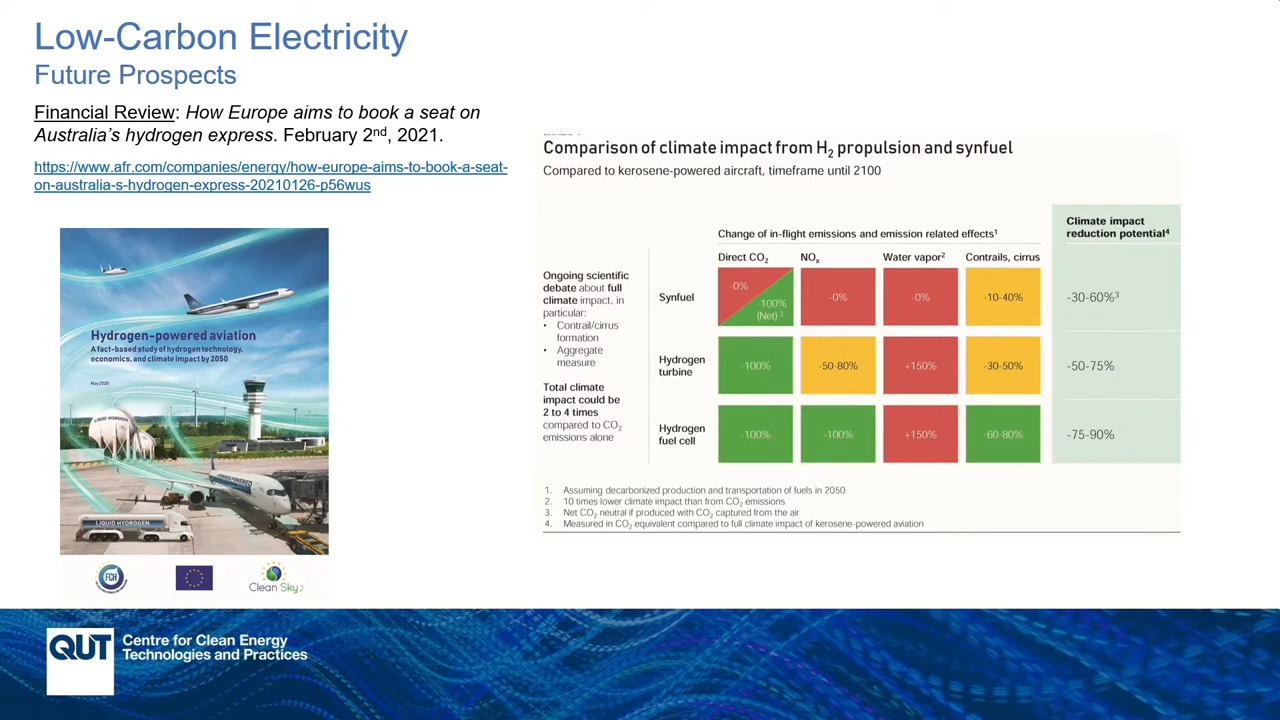 Low-Carbon Electricity
Future Prospects
Financial Review: How Europe aims to book a seat on
Australia's hydrogen express. February 2nd, 2021.
https://www.afr.com/companies/energy/how-europe-aims-to-book-a-seat-
on-australia-s-hydrogen-express-20210126-p56wus
Hydrogen-powered aviation
A fact-based study of hydrogen technology,
economics, and climate impact by 2050
May 2020
LIQUID HYDROGEN
HYDROGEN-POWERED
LIQUID HYDROGEN
FCH
Clean Sky2
Comparison of climate impact from H2 propulsion and synfuel
Compared to kerosene-powered aircraft, timeframe until 2100
Climate impact
reduction potential4
Change of in-flight emissions and emission related effects1
Direct CO2 NOx Water vapor2 Contrails, cirrus
Ongoing scientific
debate about full
climate impact, in
particular:
• Contrail/cirrus
formation
• Aggregate
measure
Total climate
impact could be
2 to 4 times
compared to CO2
emissions alone
Synfuel
-0%
-100%
(Net) 3
-0% -0% -10-40% -30-60%3
Hydrogen
turbine
-100% -50-80% +150% -30-50% -50-75%
Hydrogen
fuel cell
-100% -100% +150% -60-80% -75-90%
1. Assuming decarbonized production and transportation of fuels in 2050
2. 10 times lower climate impact than from CO2 emissions
3. Net CO2 neutral if produced with CO2 captured from the air
4. Measured in CO2 equivalent compared to full climate impact of kerosene-powered aviation
QUT
Centre for Clean Energy
Technologies and Practices